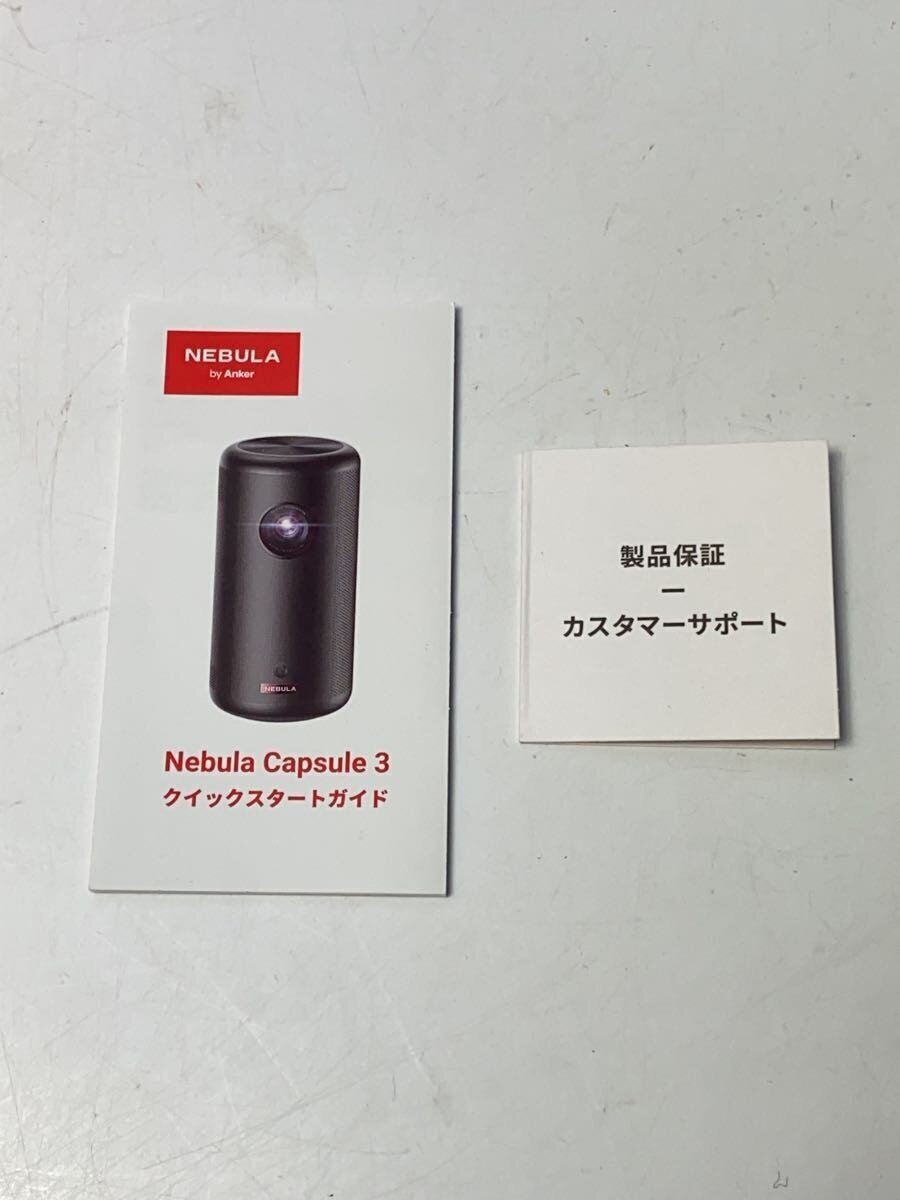 NEBULA
by Anker
NEBULA
Nebula Capsule 3
クイックスタートガイド
製品保証
ー
カスタマーサポート